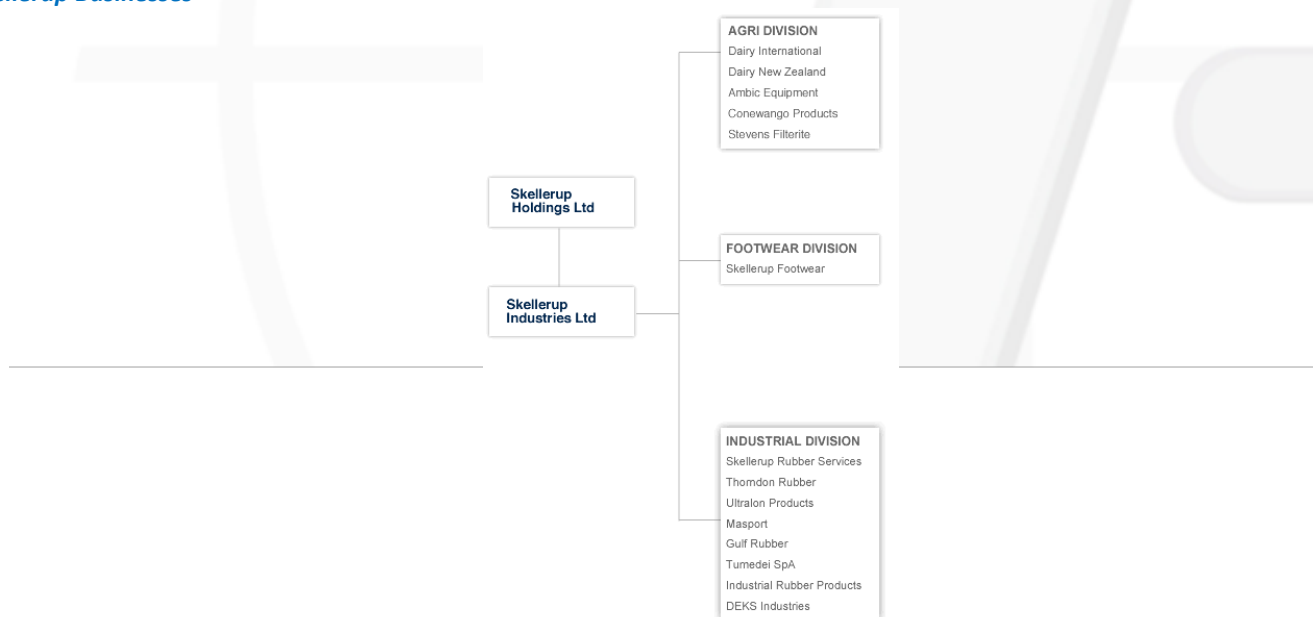 Businesses
AGRI DIVISION
Dairy International
Dairy New Zealand
Ambic Equipment
Conewango Products
Stevens Filterite
Skellerup
Holdings Ltd
FOOTWEAR DIVISION
Skellerup Footwear
Skellerup
Industries Ltd
INDUSTRIAL DIVISION
Skellerup Rubber Services
Thorndon Rubber
Ultralon Products
Masport
Gulf Rubber
Tumedei SpA
Industrial Rubber Products
DEKS Industries